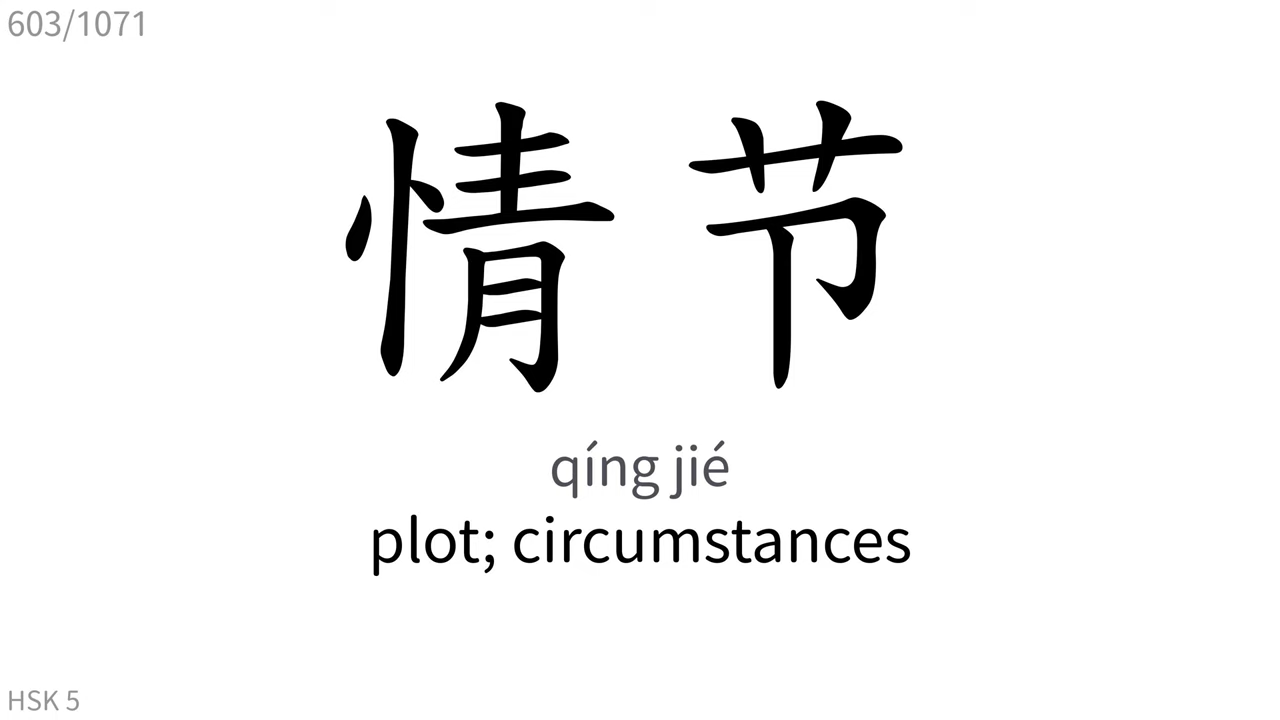 603/1071
情节
qíng jié
plot; circumstances
HSK 5